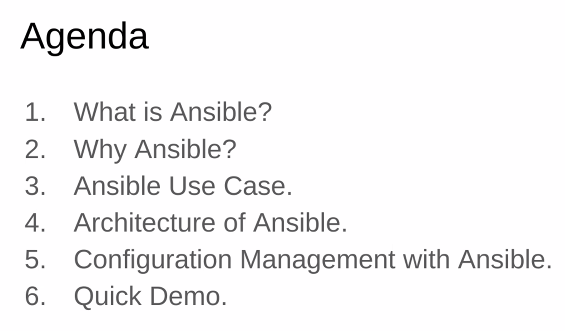 Agenda
1. What is Ansible?
2. Why Ansible?
3. Ansible Use Case.
4. Architecture of Ansible.
5. Configuration Management with Ansible.
6. Quick Demo.